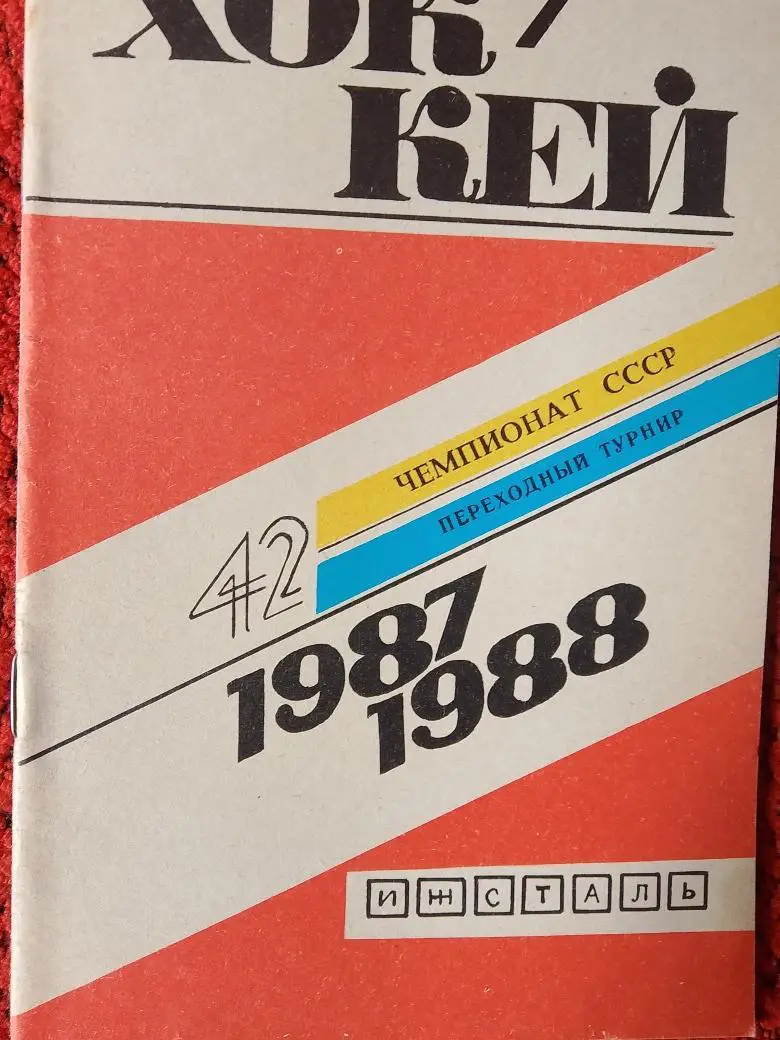 ХОК
КЕЙ
42
ЧЕМПИОНАТ СССР
ПЕРЕХОДНЫЙ ТУРНИР
1987
1988
ИЖСТАЛЬ